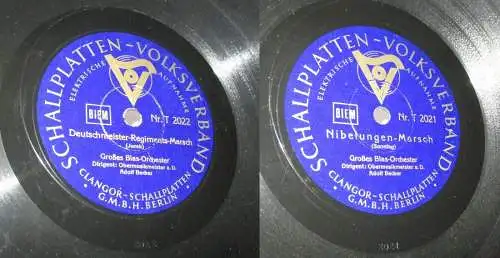 SCHALLPLATTEN-VOLKSVERBAND
ELEKTRISCHE AUFNAHME
BIEM
Nr. T 2022
Deutschmeister-Regiments-Marsch
(Jurek)
Großes Blas-Orchester
Dirigent: Obermusikmeister a.D.
Adolf Becker
CLANGOR-SCHALLPLATTEN
G.M.B.H. BERLIN
SCHALLPLATTEN-VOLKSVERBAND
ELEKTRISCHE AUFNAHME
BIEM
Nr. T 2021
Nibelungen-Marsch
(Sonntag)
Großes Blas-Orchester
Dirigent: Obermusikmeister a.D.
Adolf Becker
CLANGOR-SCHALLPLATTEN
G.M.B.H. BERLIN